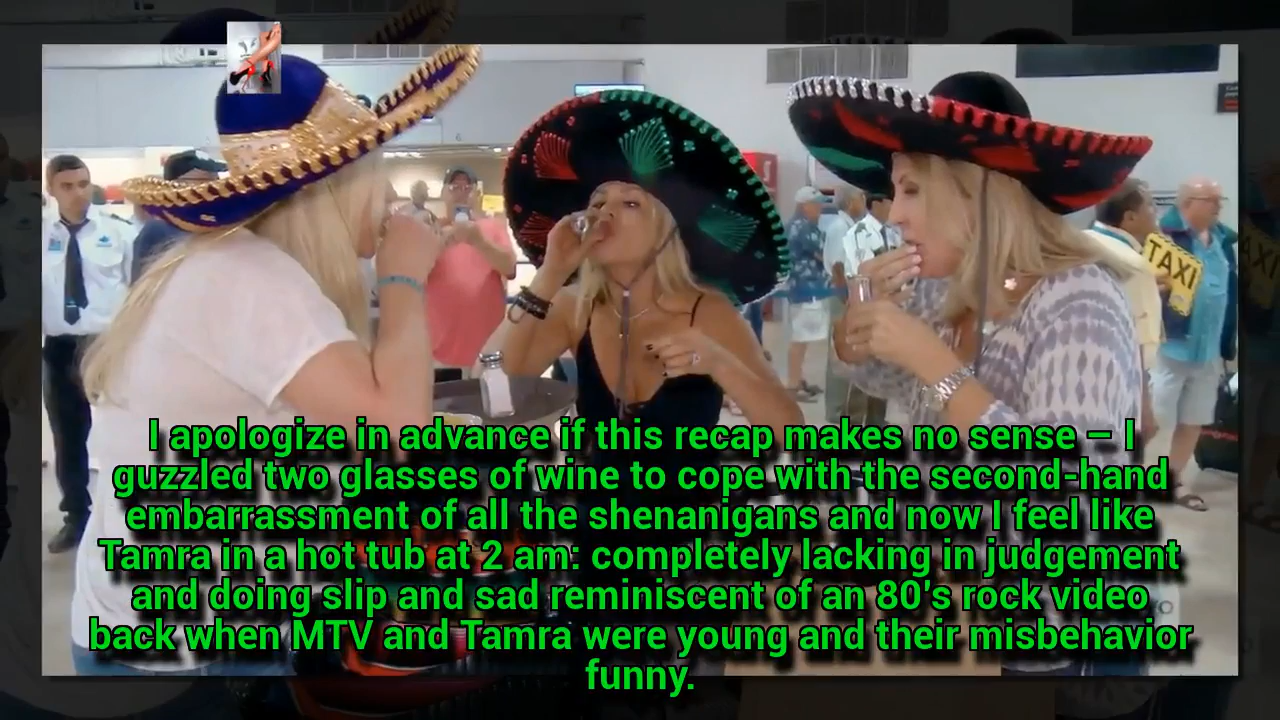 TAXI
I apologize in advance if this recap makes no sense – I
guzzled two glasses of wine to cope with the second-hand
embarrassment of all the shenanigans and now I feel like
Tamra in a hot tub at 2 am: completely lacking in judgement
and doing slip and sad reminiscent of an 80's rock video
back when MTV and Tamra were young and their misbehavior
funny.